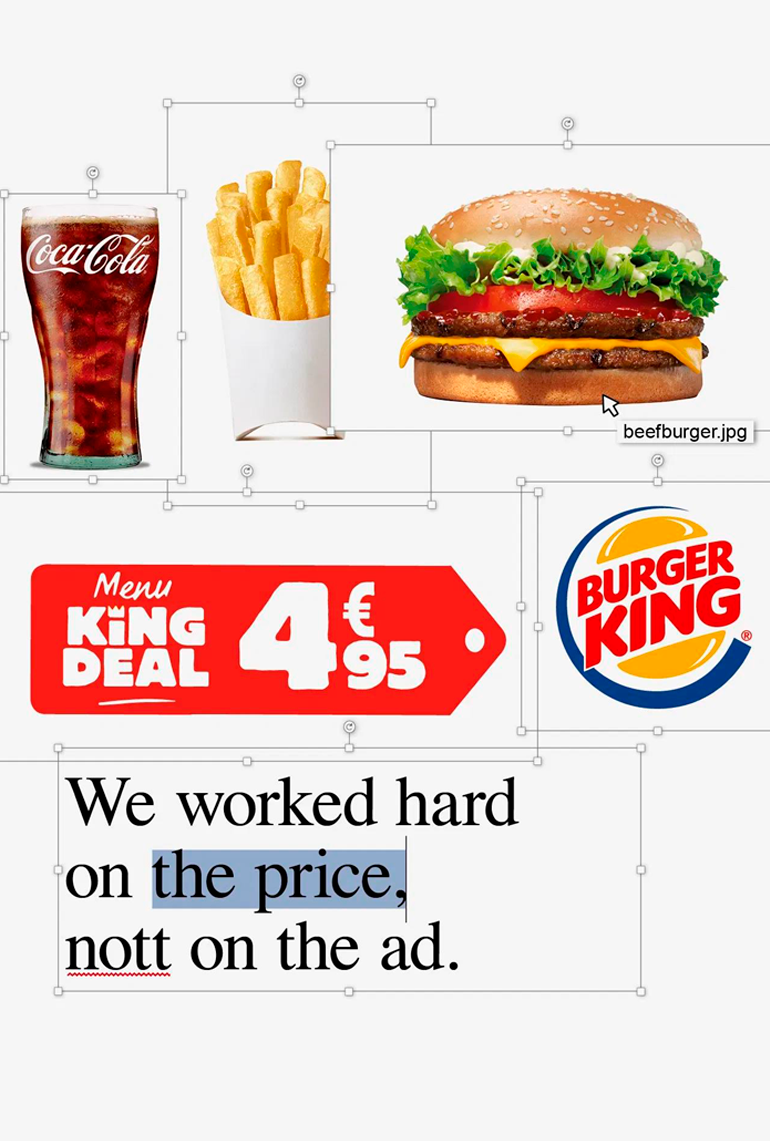 Coca-Cola
beefburger.jpg
Menu
KING
DEAL
4€
95
BURGER
KING®
We worked hard
on the price,
nott on the ad.